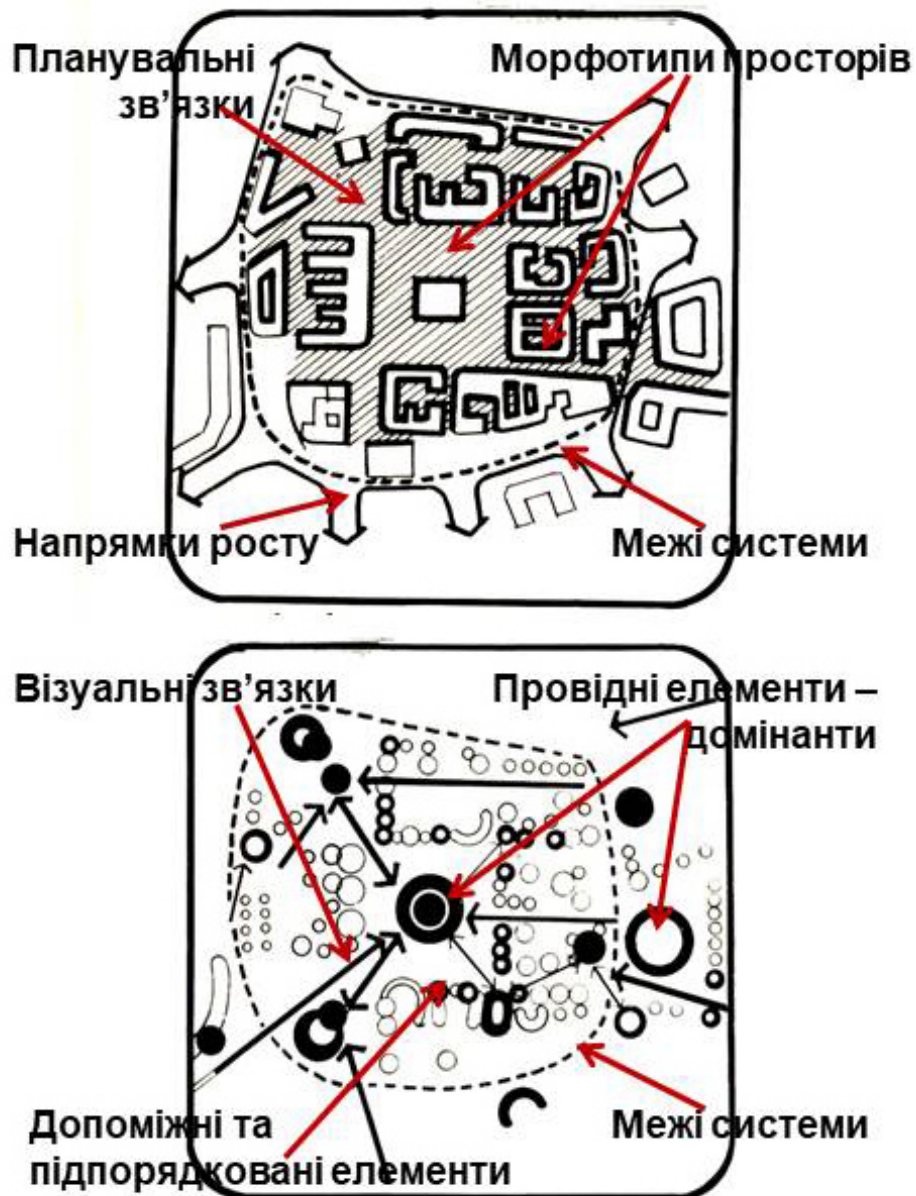 Планувальні
зв’язки
Морфотипи просторів
Напрямки росту
Межі системи
Візуальні зв’язки
Провідні елементи –
домінанти
Допоміжні та
підпорядковані елементи
Межі системи